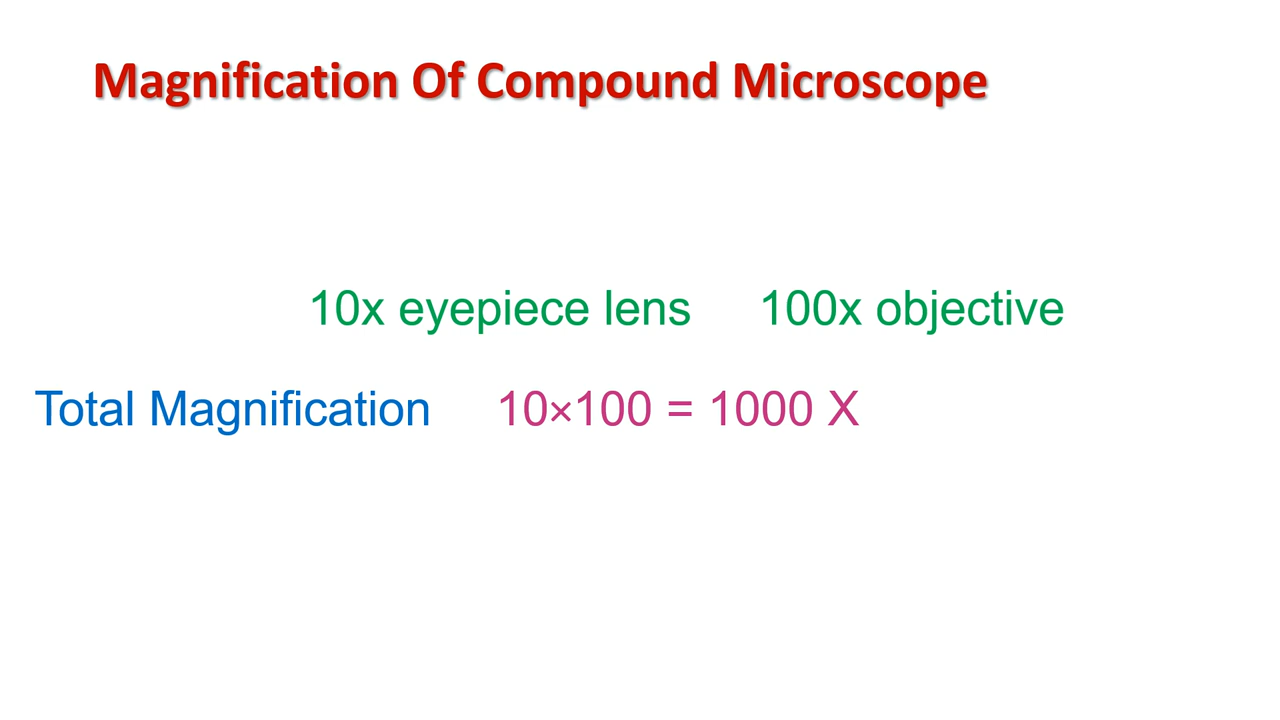 Magnification Of Compound Microscope
10x eyepiece lens 100x objective
Total Magnification 10×100 = 1000 X